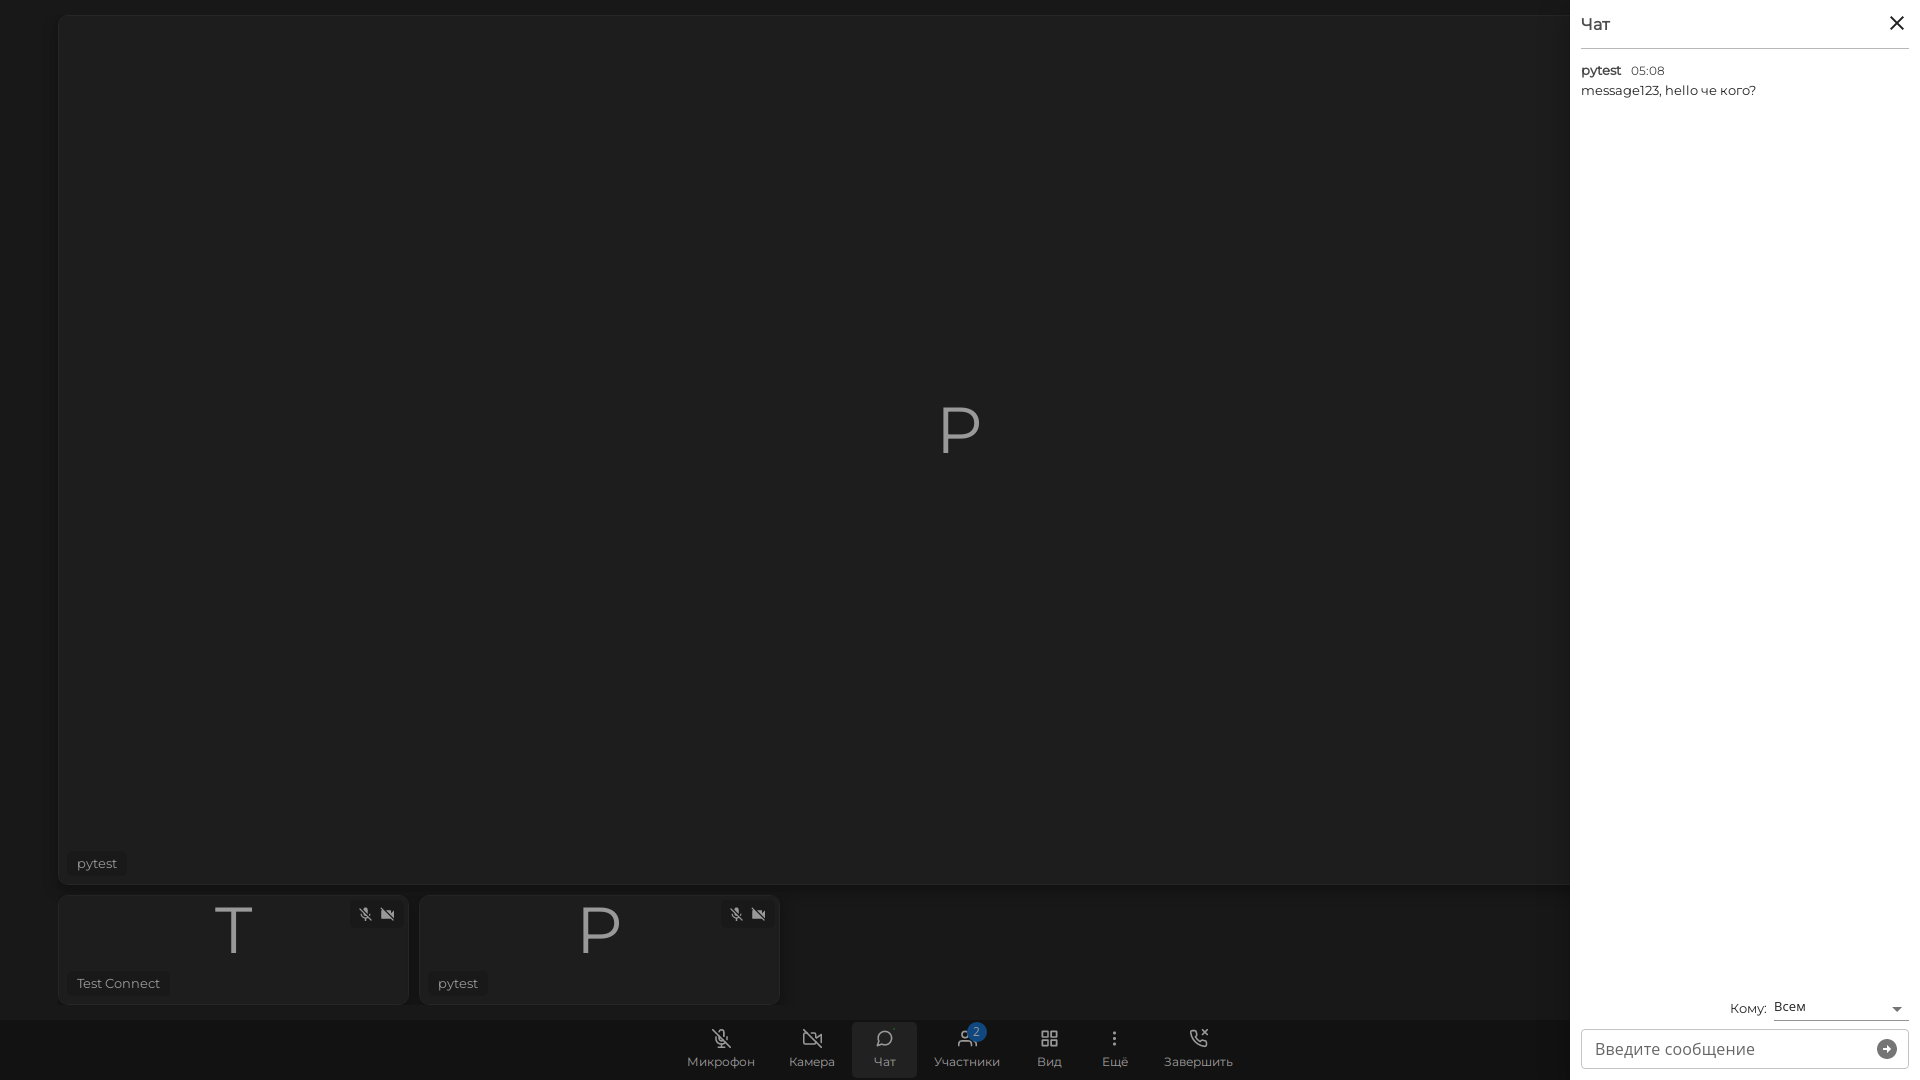 P
pytest
T
Test Connect
P
pytest
Микрофон
Камера
Чат
2
Участники
Вид
Ещё
Завершить
Чат
pytest 05:08
message123, hello че кого?
Кому: Всем
Введите сообщение